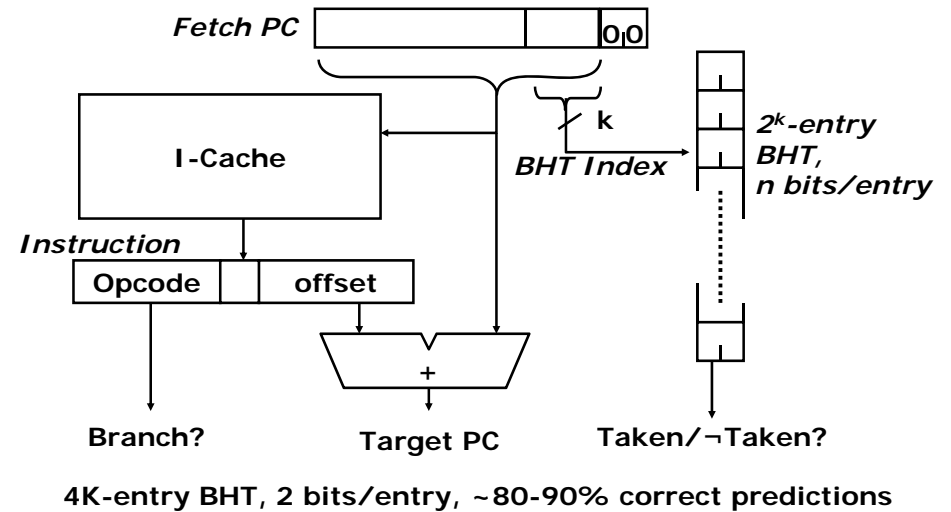 Fetch PC
0 0
k
2ᵏ-entry
BHT,
n bits/entry
I-Cache
BHT Index
Instruction
Opcode offset
+
Branch?
Target PC
Taken/¬Taken?
4K-entry BHT, 2 bits/entry, ~80-90% correct predictions